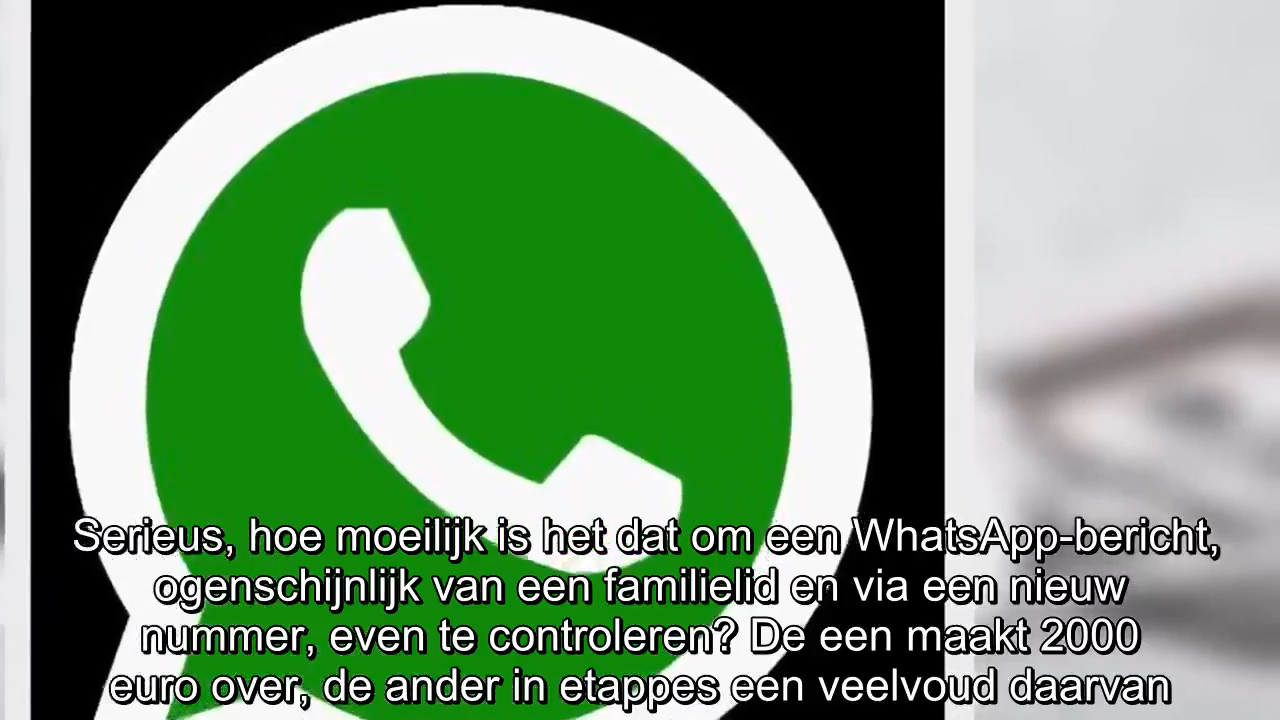 Serieus, hoe moeilijk is het dat om een WhatsApp-bericht,
ogenschijnlijk van een familielid en via een nieuw
nummer, even te controleren? De een maakt 2000
euro over, de ander in etappes een veelvoud daarvan